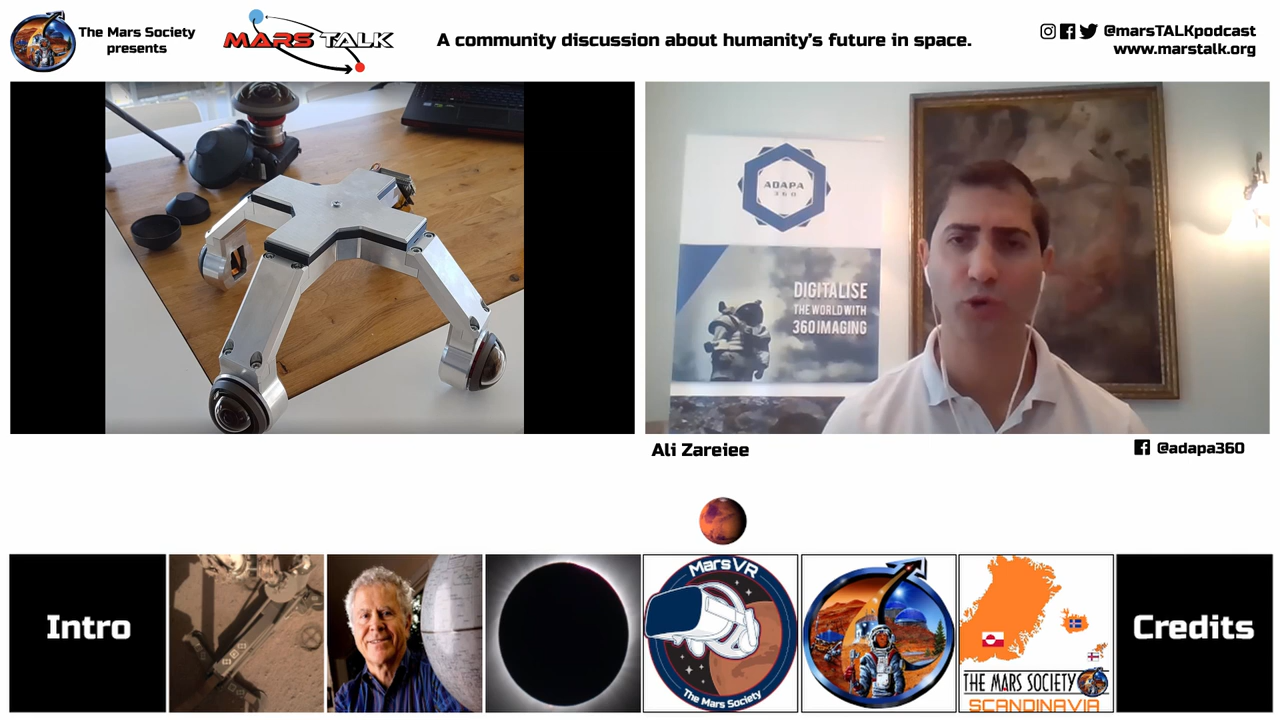 The Mars Society
presents
MARS TALK
A community discussion about humanity's future in space.
@marsTALKpodcast
www.marstalk.org
ADAPA
360
DIGITALISE
THE WORLD WITH
360 IMAGING
Ali Zareiee
@adapa360
Intro
MarsVR
The Mars Society
THE MARS SOCIETY
SCANDINAVIA
Credits